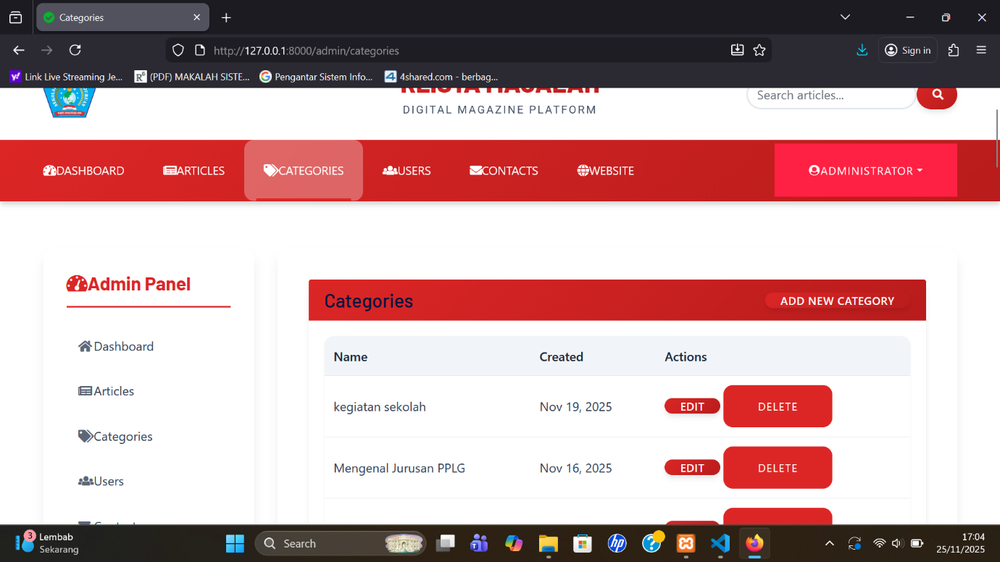 Categories
http://127.0.0.1:8000/admin/categories
Sign in
Link Live Streaming Je...
(PDF) MAKALAH SISTE...
Pengantar Sistem Info...
4shared.com - berbag...
DIGITAL MAGAZINE PLATFORM
Search articles...
DASHBOARD
ARTICLES
CATEGORIES
USERS
CONTACTS
WEBSITE
ADMINISTRATOR
Admin Panel
Dashboard
Articles
Categories
Users
Categories
ADD NEW CATEGORY
Name Created Actions
kegiatan sekolah Nov 19, 2025 EDIT DELETE
Mengenal Jurusan PPLG Nov 16, 2025 EDIT DELETE
3
Lembab
Sekarang
Search
17:04
25/11/2025